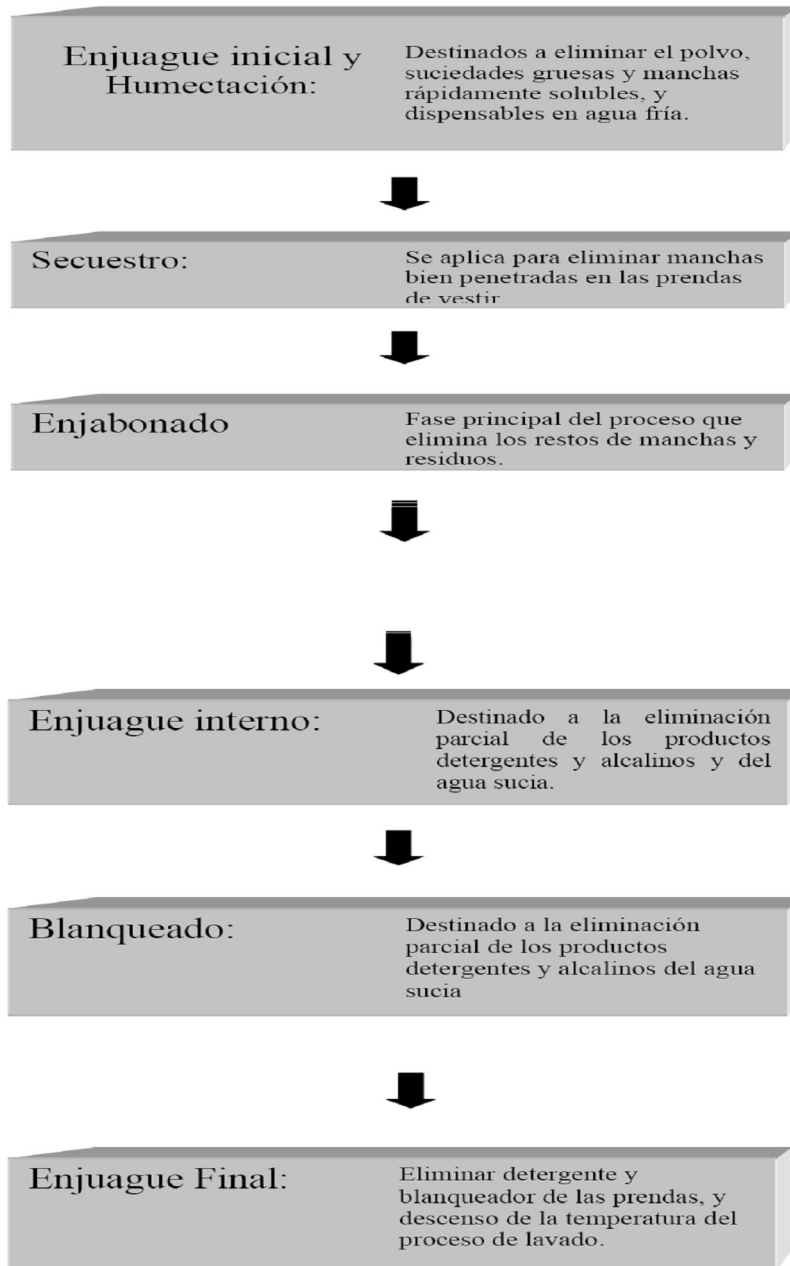 Enjuague inicial y
Humectación:
Destinados a eliminar el polvo,
suciedades gruesas y manchas
rápidamente solubles, y
dispensables en agua fría.
Secuestro:
Se aplica para eliminar manchas
bien penetradas en las prendas
de vestir
Enjabonado
Fase principal del proceso que
elimina los restos de manchas y
residuos.
Enjuague interno:
Destinado a la eliminación
parcial de los productos
detergentes y alcalinos y del
agua sucia.
Blanqueado:
Destinado a la eliminación
parcial de los productos
detergentes y alcalinos del agua
sucia
Enjuague Final:
Eliminar detergente y
blanqueador de las prendas, y
descenso de la temperatura del
proceso de lavado.